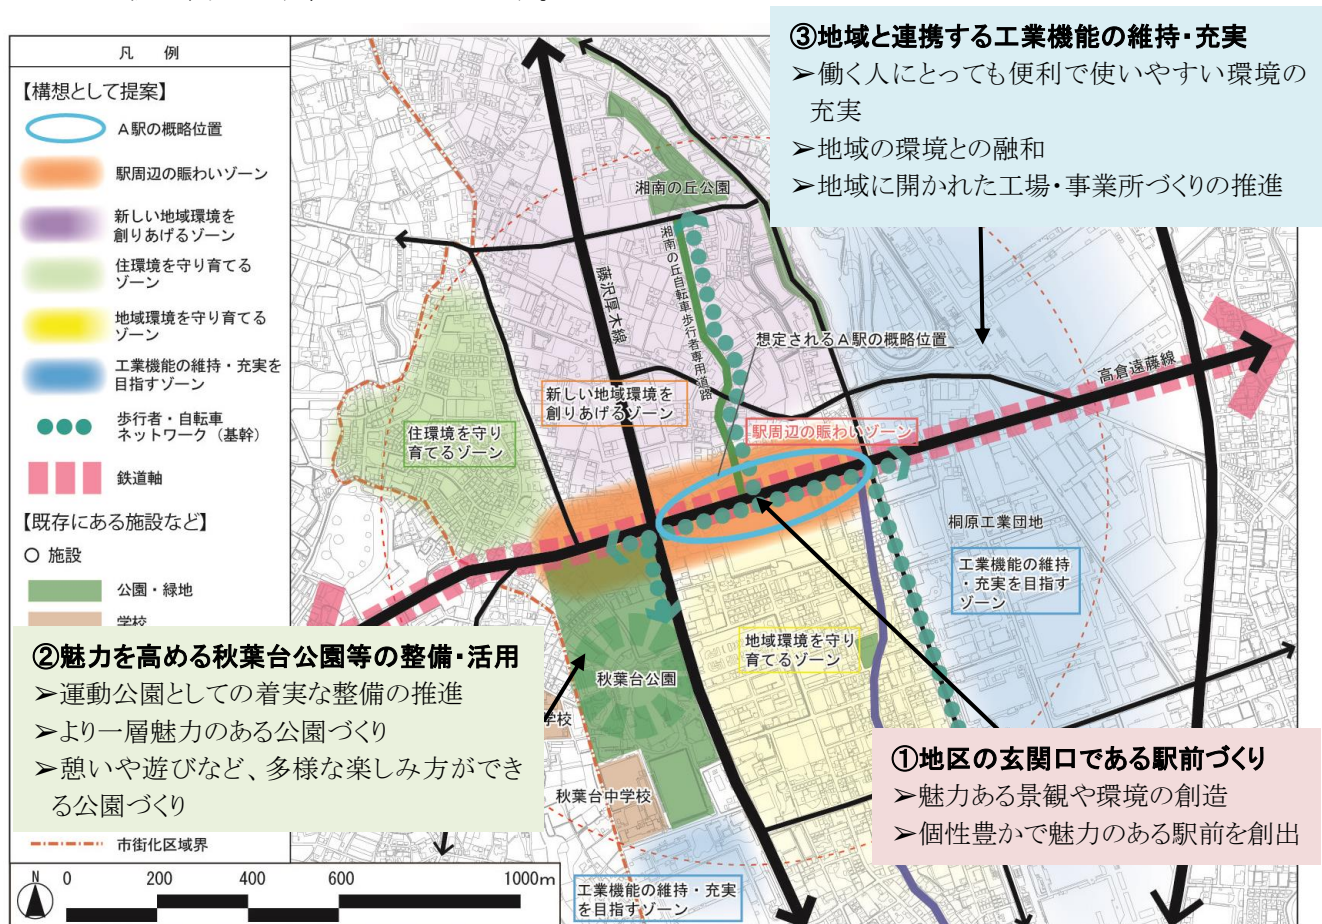 ③地域と連携する工業機能の維持・充実
➢働く人にとっても便利で使いやすい環境の
充実
➢地域の環境との融和
➢地域に開かれた工場・事業所づくりの推進
凡 例
【構想として提案】
A駅の概略位置
駅周辺の賑わいゾーン
新しい地域環境を
創りあげるゾーン
住環境を守り育てる
ゾーン
地域環境を守り育てる
ゾーン
工業機能の維持・充実を
目指すゾーン
歩行者・自転車
ネットワーク(基幹)
鉄道軸
【既存にある施設など】
○ 施設
公園・緑地
学校
市街化区域界
湘南の丘公園
湘南の丘自転車歩行者専用道路
藤沢厚木線
想定されるA駅の概略位置
高倉遠藤線
新しい地域環境を
創りあげるゾーン
駅周辺の賑わいゾーン
住環境を守り
育てるゾーン
桐原工業団地
工業機能の維持
・充実を目指す
ゾーン
地域環境を守り
育てるゾーン
秋葉台公園
学校
秋葉台中学校
工業機能の維持・充実
を目指すゾーン
②魅力を高める秋葉台公園等の整備・活用
➢運動公園としての着実な整備の推進
➢より一層魅力のある公園づくり
➢憩いや遊びなど、多様な楽しみ方ができ
る公園づくり
①地区の玄関口である駅前づくり
➢魅力ある景観や環境の創造
➢個性豊かで魅力のある駅前を創出
N 0 200 400 600 1000m